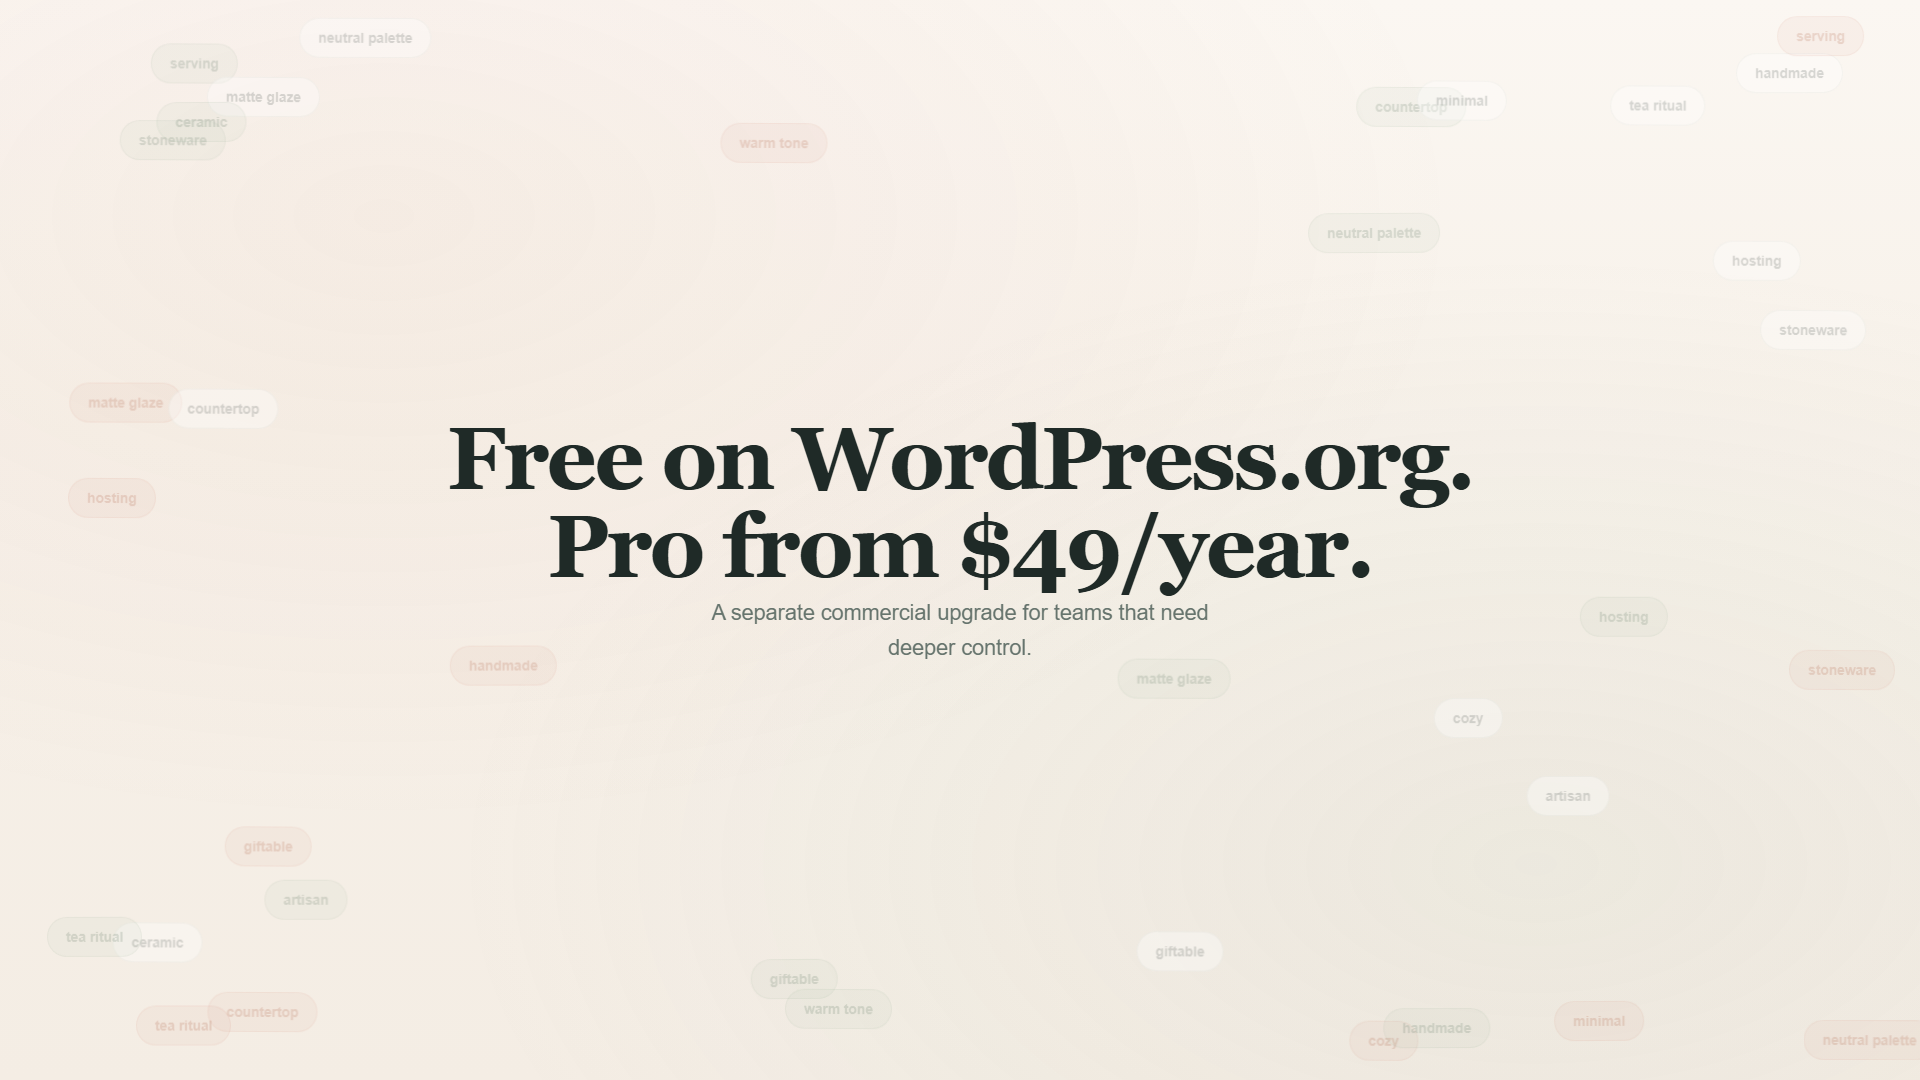 neutral palette
serving
serving
matte glaze
handmade
countertop
minimal
tea ritual
ceramic
stoneware
warm tone
neutral palette
hosting
stoneware
matte glaze
countertop
Free on WordPress.org.
hosting
Pro from $49/year.
A separate commercial upgrade for teams that need
hosting
deeper control.
handmade
stoneware
matte glaze
cozy
artisan
giftable
artisan
tea ritual
ceramic
giftable
giftable
warm tone
countertop
tea ritual
minimal
handmade
cozy
neutral palette